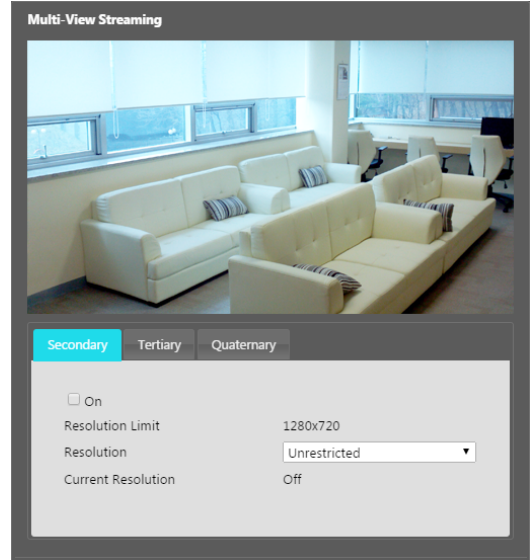 Multi-View Streaming
Secondary Tertiary Quaternary
On
Resolution Limit 1280x720
Resolution Unrestricted
Current Resolution Off